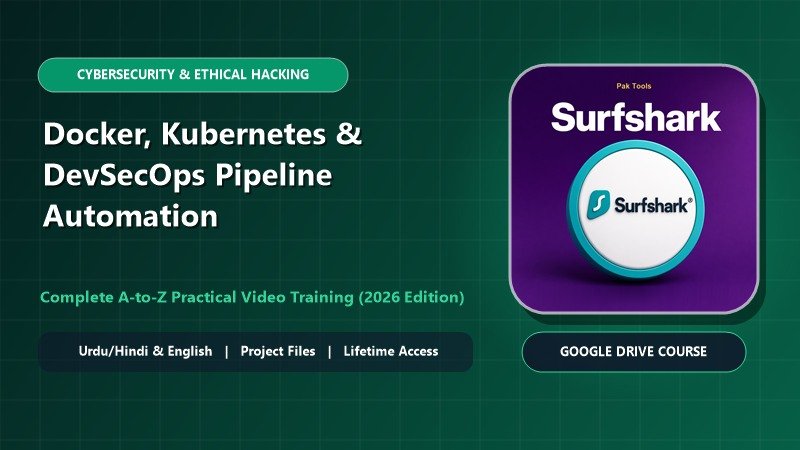 CYBERSECURITY & ETHICAL HACKING
Docker, Kubernetes &
DevSecOps Pipeline
Automation
Complete A-to-Z Practical Video Training (2026 Edition)
Urdu/Hindi & English | Project Files | Lifetime Access
Pak Tools
Surfshark
Surfshark®
GOOGLE DRIVE COURSE